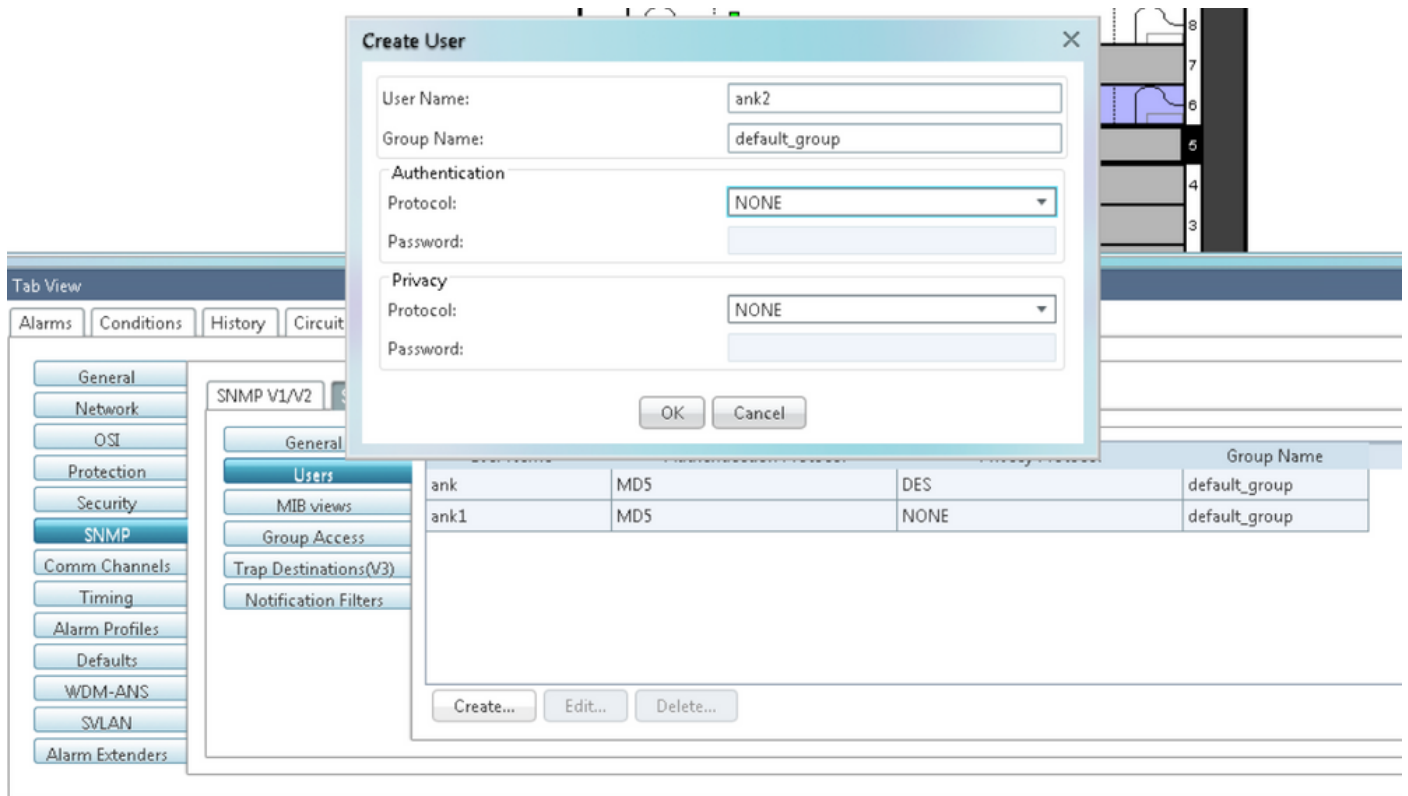 Create User
User Name: ank2
Group Name: default_group
Authentication
Protocol: NONE
Password:
Privacy
Protocol: NONE
Password:
OK Cancel
8
7
6
5
4
3
Tab View
Alarms Conditions History Circuit
General
Network
OSI
Protection
Security
SNMP
Comm Channels
Timing
Alarm Profiles
Defaults
WDM-ANS
SVLAN
Alarm Extenders
SNMP V1/V2
General
Users
MIB views
Group Access
Trap Destinations(V3)
Notification Filters
Group Name
ank MD5 DES default_group
ank1 MD5 NONE default_group
Create... Edit... Delete...